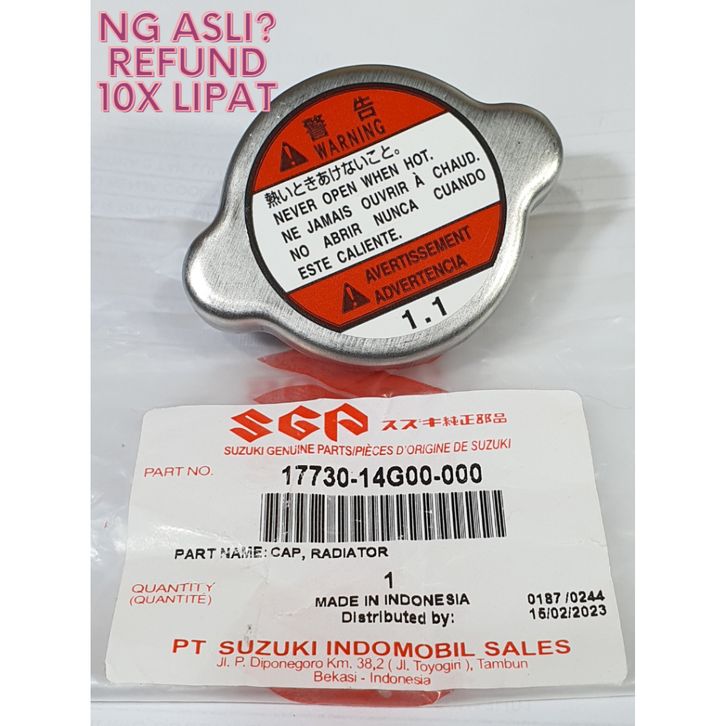 NG ASLI?
REFUND
10X LIPAT
警告
WARNING
熱いときあけないこと。
NEVER OPEN WHEN HOT.
NE JAMAIS OUVRIR À CHAUD.
NO ABRIR NUNCA CUANDO
ESTE CALIENTE.
AVERTISSEMENT
ADVERTENCIA
1.1
SGP スズキ純正部品
SUZUKI GENUINE PARTS/PIÈCES D'ORIGINE DE SUZUKI
PART NO. 17730-14G00-000
PART NAME: CAP, RADIATOR
QUANTITY 1
(QUANTITÉ) MADE IN INDONESIA 0187 /0244
Distributed by: 15/02/2023
PT SUZUKI INDOMOBIL SALES
Jl. P. Diponegoro Km. 38,2 ( Jl. Toyogiri ), Tambun
Bekasi - Indonesia